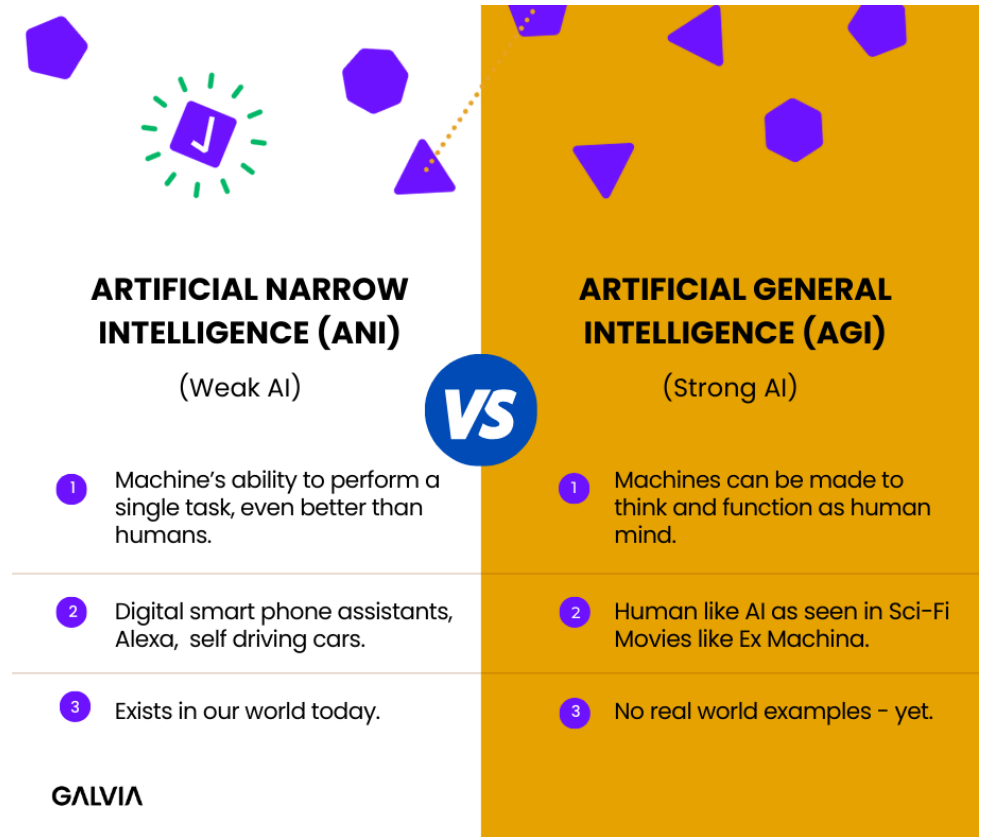 J
ARTIFICIAL NARROW
INTELLIGENCE (ANI)
(Weak AI)
1
Machine’s ability to perform a
single task, even better than
humans.
2
Digital smart phone assistants,
Alexa,  self driving cars.
3
Exists in our world today.
GALVIA
VS
ARTIFICIAL GENERAL
INTELLIGENCE (AGI)
(Strong AI)
1
Machines can be made to
think and function as human
mind.
2
Human like AI as seen in Sci-Fi
Movies like Ex Machina.
3
No real world examples - yet.